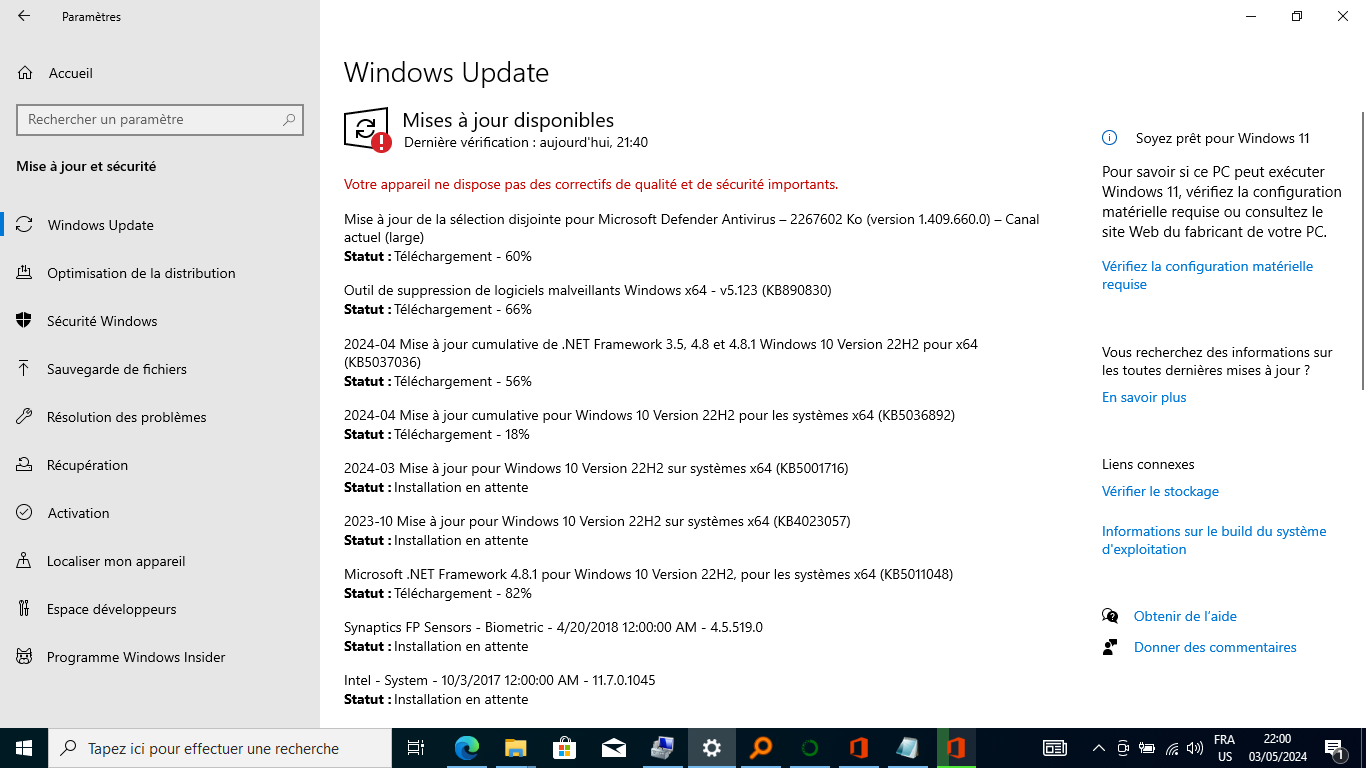 Paramètres
Accueil
Rechercher un paramètre
Mise à jour et sécurité
Windows Update
Optimisation de la distribution
Sécurité Windows
Sauvegarde de fichiers
Résolution des problèmes
Récupération
Activation
Localiser mon appareil
Espace développeurs
Programme Windows Insider
Windows Update
Mises à jour disponibles
Dernière vérification : aujourd'hui, 21:40
Votre appareil ne dispose pas des correctifs de qualité et de sécurité importants.
Mise à jour de la sélection disjointe pour Microsoft Defender Antivirus – 2267602 Ko (version 1.409.660.0) – Canal
actuel (large)
Statut : Téléchargement - 60%
Outil de suppression de logiciels malveillants Windows x64 - v5.123 (KB890830)
Statut : Téléchargement - 66%
2024-04 Mise à jour cumulative de .NET Framework 3.5, 4.8 et 4.8.1 Windows 10 Version 22H2 pour x64
(KB5037036)
Statut : Téléchargement - 56%
2024-04 Mise à jour cumulative pour Windows 10 Version 22H2 pour les systèmes x64 (KB5036892)
Statut : Téléchargement - 18%
2024-03 Mise à jour pour Windows 10 Version 22H2 sur systèmes x64 (KB5001716)
Statut : Installation en attente
2023-10 Mise à jour pour Windows 10 Version 22H2 sur systèmes x64 (KB4023057)
Statut : Installation en attente
Microsoft .NET Framework 4.8.1 pour Windows 10 Version 22H2, pour les systèmes x64 (KB5011048)
Statut : Téléchargement - 82%
Synaptics FP Sensors - Biometric - 4/20/2018 12:00:00 AM - 4.5.519.0
Statut : Installation en attente
Intel - System - 10/3/2017 12:00:00 AM - 11.7.0.1045
Statut : Installation en attente
Soyez prêt pour Windows 11
Pour savoir si ce PC peut exécuter
Windows 11, vérifiez la configuration
matérielle requise ou consultez le
site Web du fabricant de votre PC.
Vérifiez la configuration matérielle
requise
Vous recherchez des informations sur
les toutes dernières mises à jour ?
En savoir plus
Liens connexes
Vérifier le stockage
Informations sur le build du système
d'exploitation
Obtenir de l’aide
Donner des commentaires
Tapez ici pour effectuer une recherche
FRA
US
22:00
03/05/2024
1